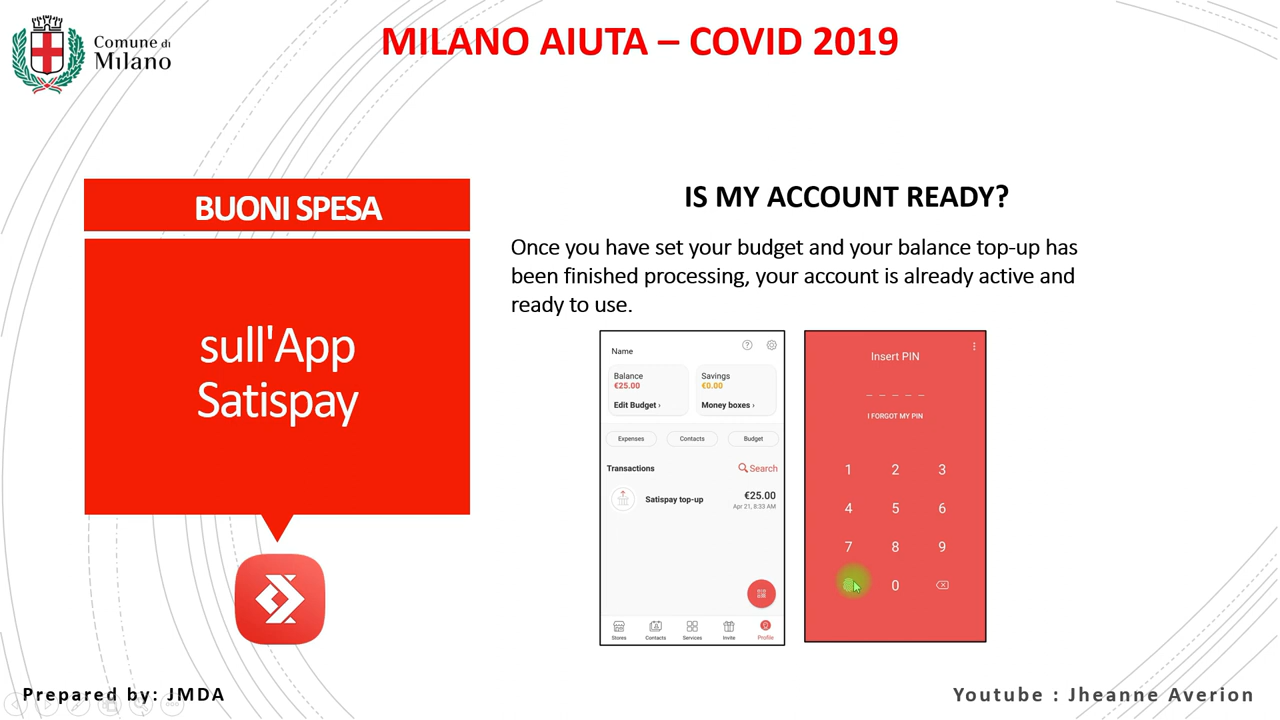 Comune di
Milano
MILANO AIUTA – COVID 2019
BUONI SPESA
sull'App
Satispay
IS MY ACCOUNT READY?
Once you have set your budget and your balance top-up has
been finished processing, your account is already active and
ready to use.
Name
?
Balance
€25.00
Edit Budget ›
Savings
€0.00
Money boxes ›
Expenses
Contacts
Budget
Transactions
Search
Satispay top-up
€25.00
Apr 21, 8:33 AM
Stores
Contacts
Services
Invite
Profile
Insert PIN
I FORGOT MY PIN
1 2 3
4 5 6
7 8 9
0
Prepared by: JMDA
Youtube : Jheanne Averion